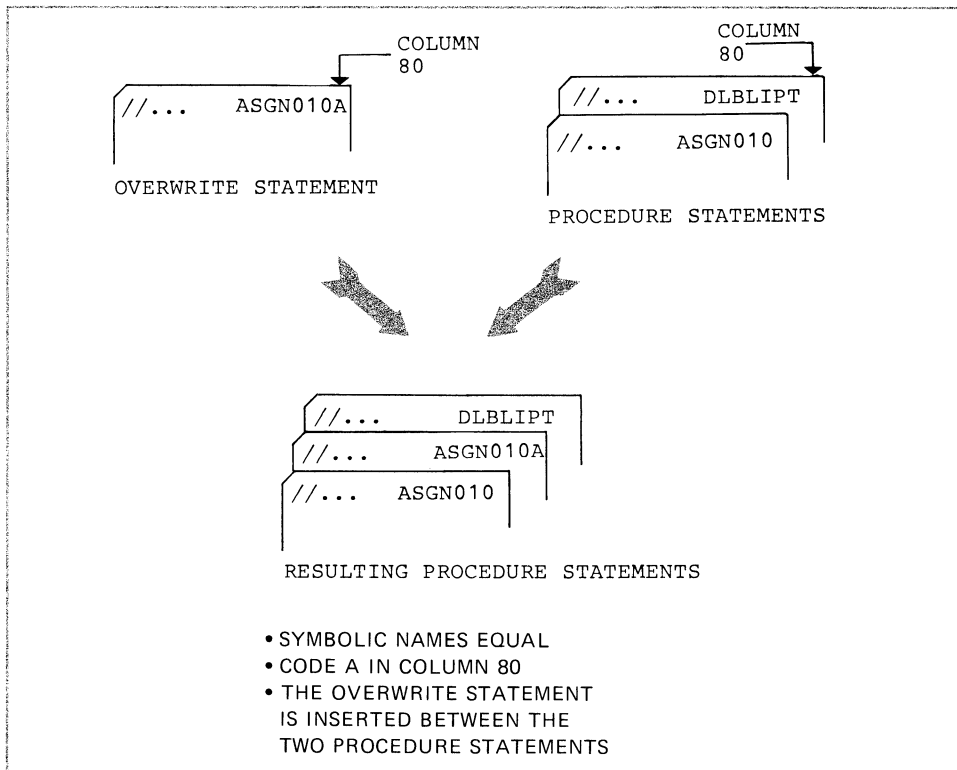 COLUMN
80
//... ASGN010A
OVERWRITE STATEMENT
COLUMN
80
//... DLBLIPT
//... ASGN010
PROCEDURE STATEMENTS
//... DLBLIPT
//... ASGN010A
//... ASGN010
RESULTING PROCEDURE STATEMENTS
• SYMBOLIC NAMES EQUAL
• CODE A IN COLUMN 80
• THE OVERWRITE STATEMENT
IS INSERTED BETWEEN THE
TWO PROCEDURE STATEMENTS